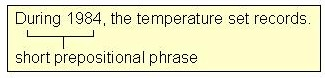 During 1984, the temperature set records.
short prepositional phrase